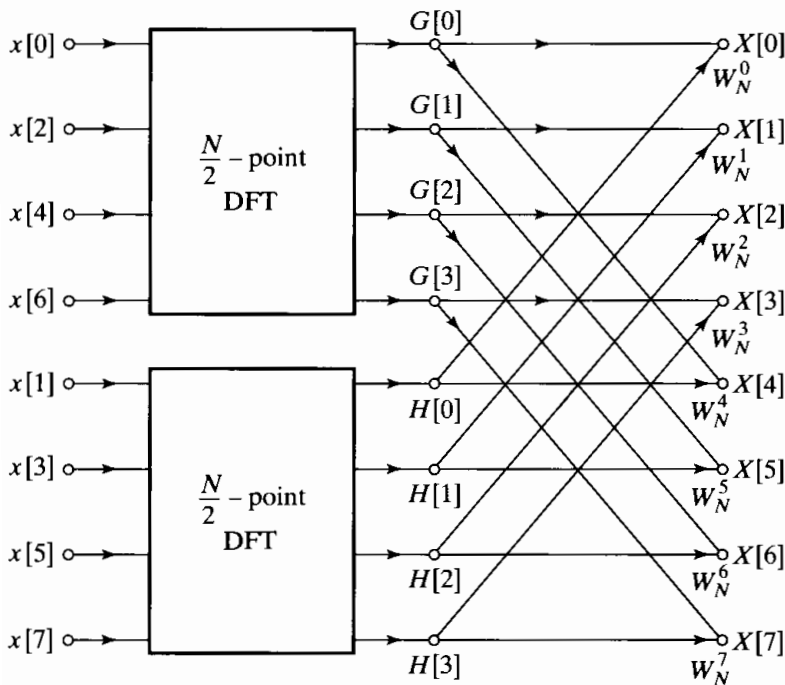 G[0]
x[0] X[0]
W_N^0
G[1]
x[2] X[1]
N/2 – point
DFT
W_N^1
G[2]
x[4] X[2]
W_N^2
G[3]
x[6] X[3]
W_N^3
x[1] X[4]
H[0] W_N^4
x[3] X[5]
H[1] W_N^5
N/2 – point
DFT
x[5] X[6]
H[2] W_N^6
x[7] X[7]
H[3] W_N^7